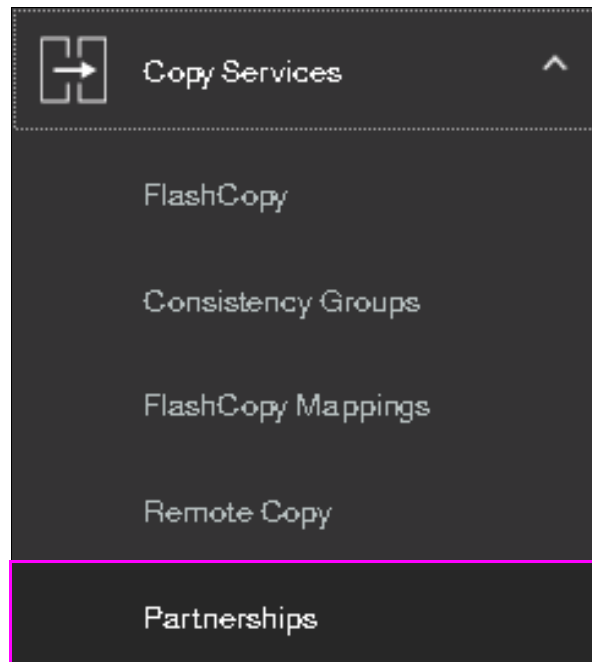 Copy Services
FlashCopy
Consistency Groups
FlashCopy Mappings
Remote Copy
Partnerships